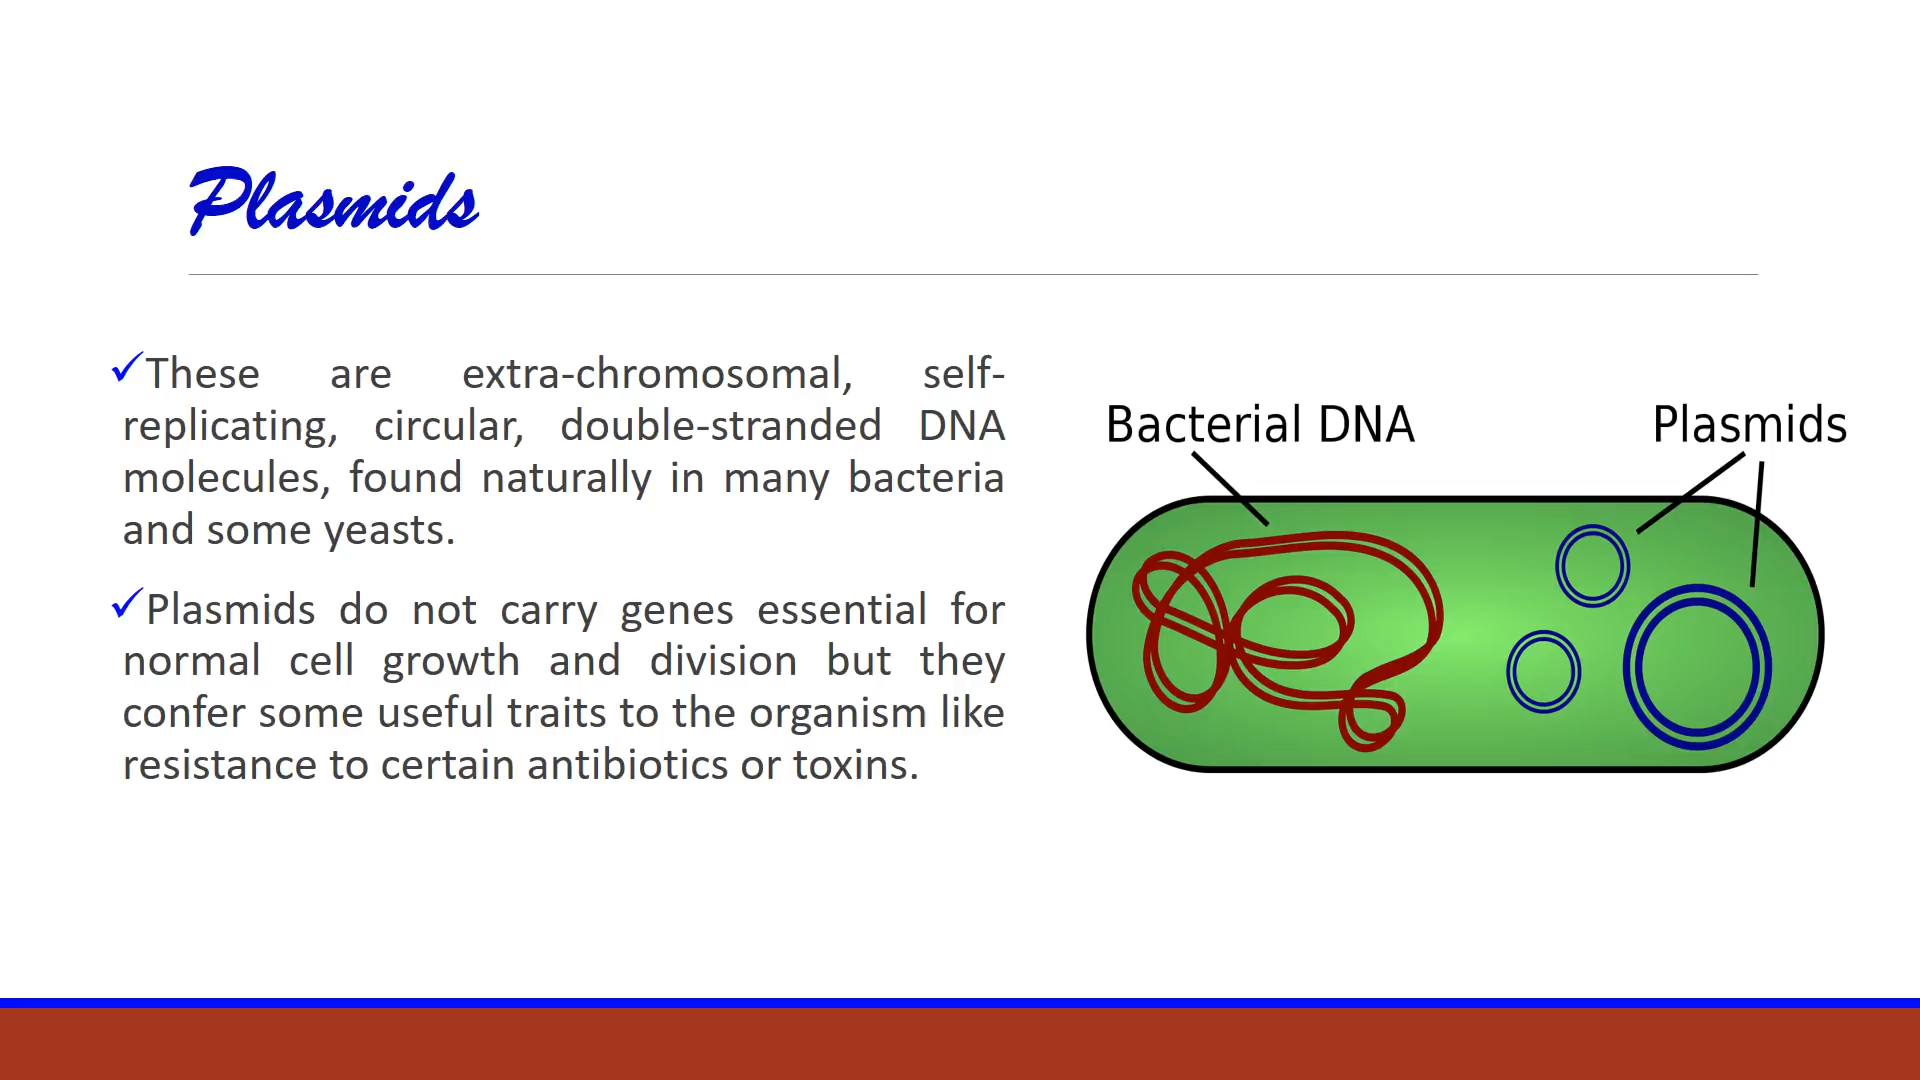 Plasmids
✓These are extra-chromosomal, self-
replicating, circular, double-stranded DNA
molecules, found naturally in many bacteria
and some yeasts.
✓Plasmids do not carry genes essential for
normal cell growth and division but they
confer some useful traits to the organism like
resistance to certain antibiotics or toxins.
Bacterial DNA
Plasmids